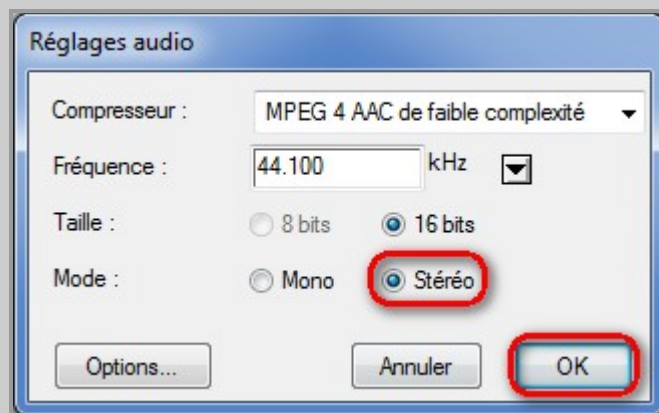 Réglages audio
Compresseur : MPEG 4 AAC de faible complexité
Fréquence : 44.100 kHz
Taille : 8 bits 16 bits
Mode : Mono Stéréo
Options... Annuler OK